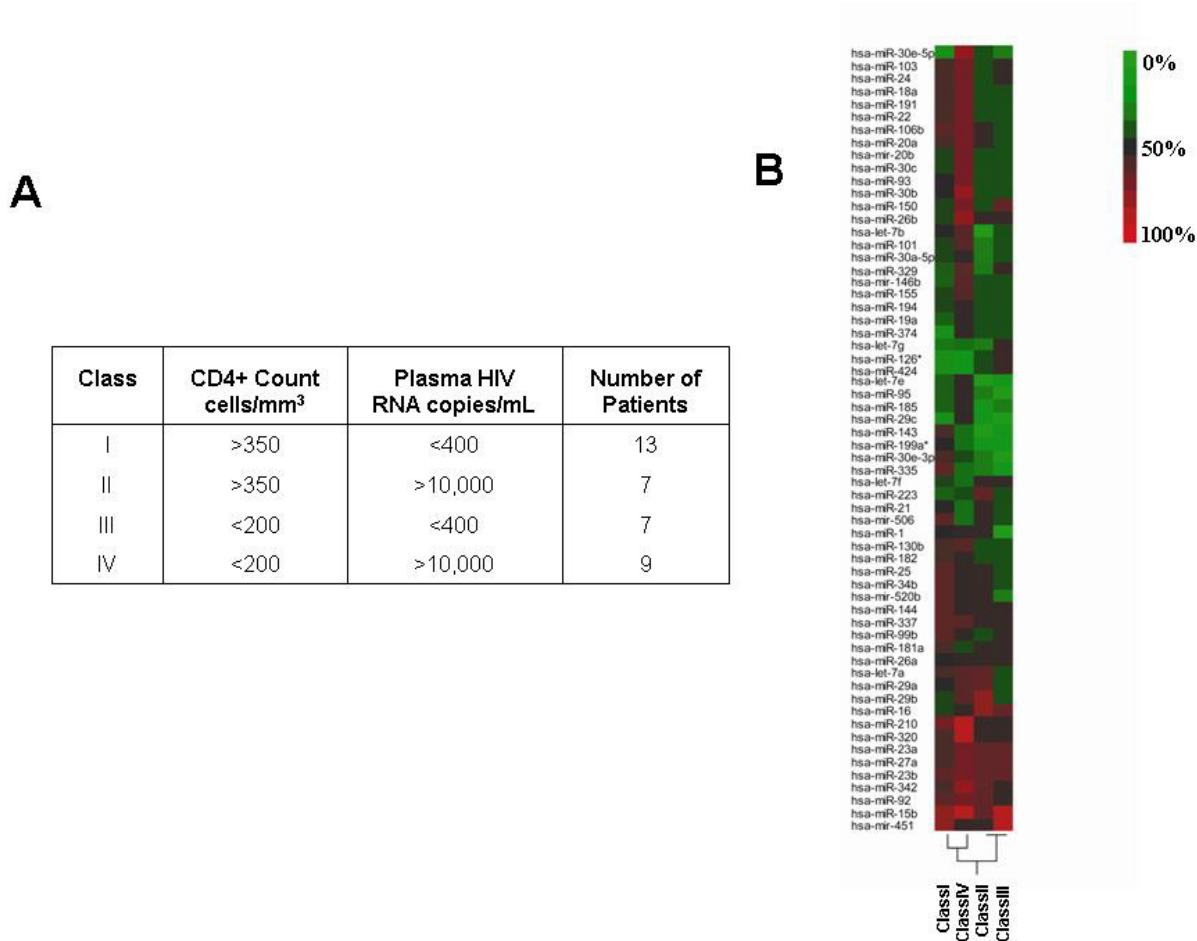 A
Class CD4+ Count cells/mm³ Plasma HIV RNA copies/mL Number of Patients
I >350 <400 13
II >350 >10,000 7
III <200 <400 7
IV <200 >10,000 9
B
hsa-miR-30e-5p
hsa-miR-103
hsa-miR-24
hsa-miR-18a
hsa-miR-191
hsa-miR-22
hsa-miR-106b
hsa-miR-20a
hsa-mir-20b
hsa-miR-30c
hsa-miR-93
hsa-miR-30b
hsa-miR-150
hsa-miR-26b
hsa-let-7b
hsa-miR-101
hsa-miR-30a-5p
hsa-miR-329
hsa-mir-146b
hsa-miR-155
hsa-miR-194
hsa-miR-19a
hsa-miR-374
hsa-let-7g
hsa-miR-126*
hsa-miR-424
hsa-let-7e
hsa-miR-95
hsa-miR-185
hsa-miR-29c
hsa-miR-143
hsa-miR-199a*
hsa-miR-30e-3p
hsa-miR-335
hsa-let-7f
hsa-miR-223
hsa-miR-21
hsa-mir-506
hsa-miR-1
hsa-miR-130b
hsa-miR-182
hsa-miR-25
hsa-miR-34b
hsa-mir-520b
hsa-miR-144
hsa-miR-337
hsa-miR-99b
hsa-miR-181a
hsa-miR-26a
hsa-let-7a
hsa-miR-29a
hsa-miR-29b
hsa-miR-16
hsa-miR-210
hsa-miR-320
hsa-miR-23a
hsa-miR-27a
hsa-miR-23b
hsa-miR-342
hsa-miR-92
hsa-miR-15b
hsa-mir-451
0%
50%
100%
ClassI
ClassIV
ClassII
ClassIII